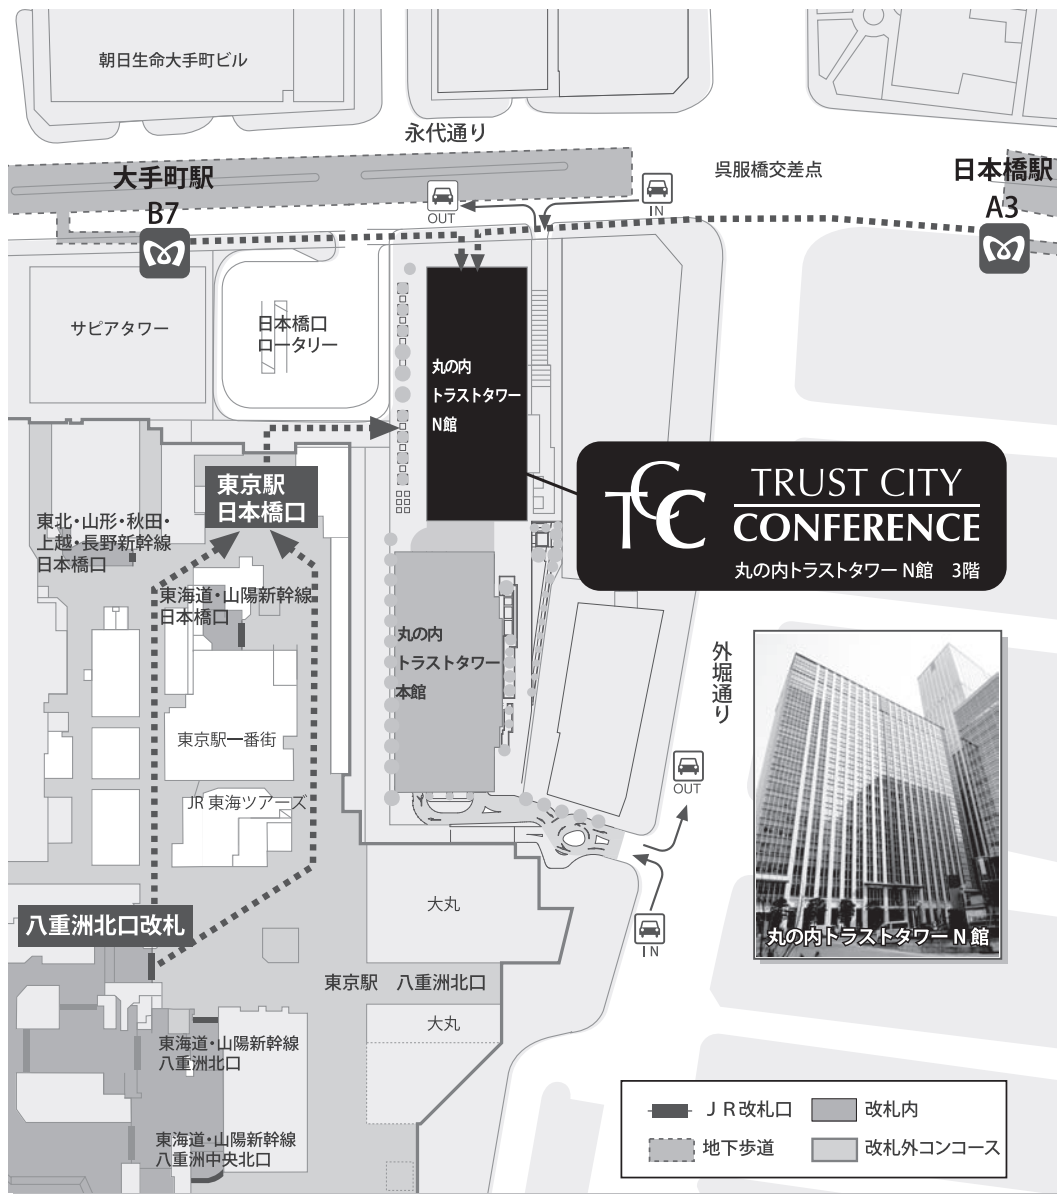 朝日生命大手町ビル
永代通り
大手町駅
B7
OUT
IN
呉服橋交差点
日本橋駅
A3
サピアタワー
日本橋口
ロータリー
丸の内
トラストタワー
N館
東京駅
日本橋口
TCC
TRUST CITY
CONFERENCE
丸の内トラストタワー N館 3階
東北・山形・秋田・
上越・長野新幹線
日本橋口
東海道・山陽新幹線
日本橋口
丸の内
トラストタワー
本館
外堀通り
東京駅一番街
JR 東海ツアーズ
OUT
IN
丸の内トラストタワー N 館
八重洲北口改札
大丸
東京駅 八重洲北口
大丸
東海道・山陽新幹線
八重洲北口
東海道・山陽新幹線
八重洲中央北口
JR改札口
改札内
地下歩道
改札外コンコース